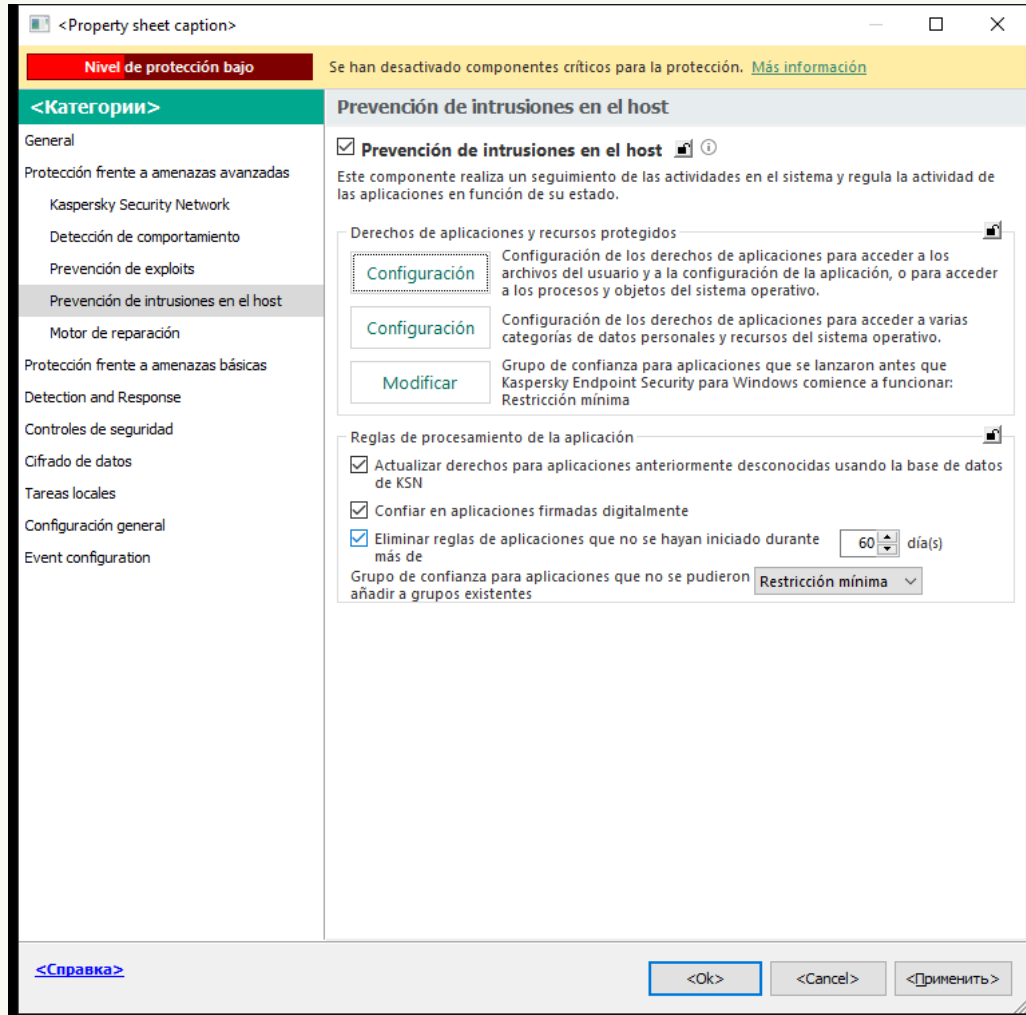 <Property sheet caption>
Nivel de protección bajo
Se han desactivado componentes críticos para la protección. Más información
<Категории>
General
Protección frente a amenazas avanzadas
Kaspersky Security Network
Detección de comportamiento
Prevención de exploits
Prevención de intrusiones en el host
Motor de reparación
Protección frente a amenazas básicas
Detection and Response
Controles de seguridad
Cifrado de datos
Tareas locales
Configuración general
Event configuration
Prevención de intrusiones en el host
Prevención de intrusiones en el host
Este componente realiza un seguimiento de las actividades en el sistema y regula la actividad de
las aplicaciones en función de su estado.
Derechos de aplicaciones y recursos protegidos
Configuración
Configuración de los derechos de aplicaciones para acceder a los
archivos del usuario y a la configuración de la aplicación, o para acceder
a los procesos y objetos del sistema operativo.
Configuración
Configuración de los derechos de aplicaciones para acceder a varias
categorías de datos personales y recursos del sistema operativo.
Modificar
Grupo de confianza para aplicaciones que se lanzaron antes que
Kaspersky Endpoint Security para Windows comience a funcionar:
Restricción mínima
Reglas de procesamiento de la aplicación
Actualizar derechos para aplicaciones anteriormente desconocidas usando la base de datos
de KSN
Confiar en aplicaciones firmadas digitalmente
Eliminar reglas de aplicaciones que no se hayan iniciado durante
más de
60 día(s)
Grupo de confianza para aplicaciones que no se pudieron
añadir a grupos existentes
Restricción mínima
<Справка>
<Ok>
<Cancel>
<Применить>